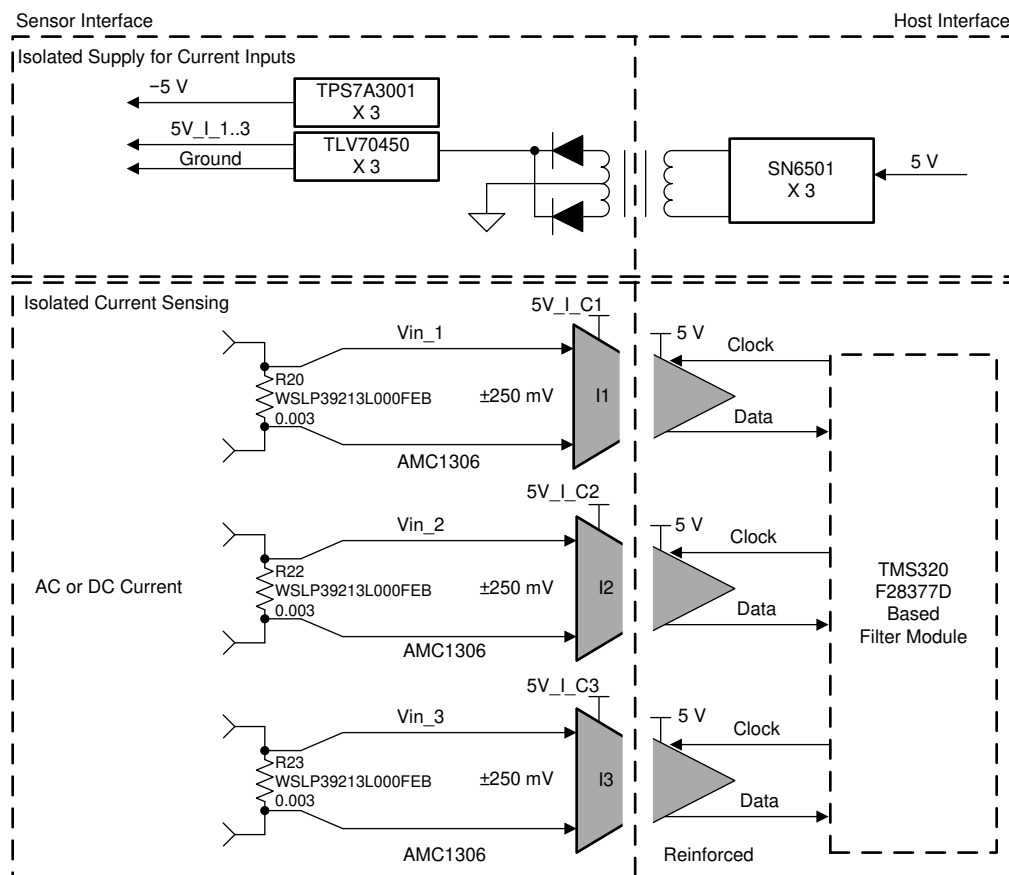 Sensor Interface
Host Interface
Isolated Supply for Current Inputs
−5 V
TPS7A3001
X 3
5V_I_1..3
Ground
TLV70450
X 3
SN6501
X 3
5 V
Isolated Current Sensing
5V_I_C1
Vin_1
5 V
Clock
R20
WSLP39213L000FEB
0.003
±250 mV
I1
Data
AMC1306
5V_I_C2
Vin_2
5 V
Clock
AC or DC Current
R22
WSLP39213L000FEB
0.003
±250 mV
I2
Data
AMC1306
TMS320
F28377D
Based
Filter Module
5V_I_C3
Vin_3
5 V
Clock
R23
WSLP39213L000FEB
0.003
±250 mV
I3
Data
AMC1306
Reinforced